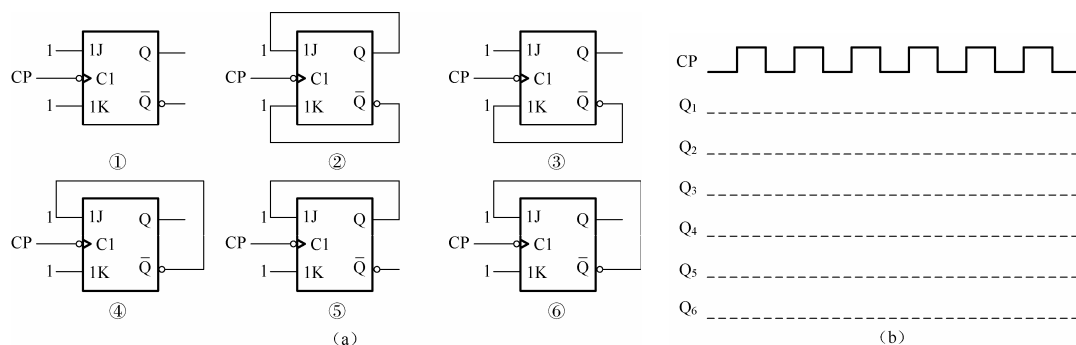 1 1J Q
CP C1
1 1K Q̅
①
1 1J Q
CP C1
1 1K Q̅
②
1 1J Q
CP C1
1 1K Q̅
③
1 1J Q
CP C1
1 1K Q̅
④
1 1J Q
CP C1
1 1K Q̅
⑤
1 1J Q
CP C1
1 1K Q̅
⑥
(a)
CP
Q₁
Q₂
Q₃
Q₄
Q₅
Q₆
(b)